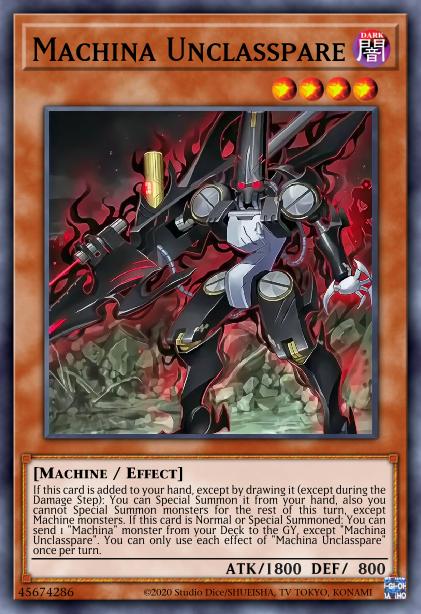 Machina Unclasspare
DARK
闇
[Machine / Effect]
If this card is added to your hand, except by drawing it (except during the
Damage Step): You can Special Summon it from your hand, also you
cannot Special Summon monsters for the rest of this turn, except
Machine monsters. If this card is Normal or Special Summoned: You can
send 1 "Machina" monster from your Deck to the GY, except "Machina
Unclasspare". You can only use each effect of "Machina Unclasspare"
once per turn.
ATK/1800 DEF/ 800
45674286 ©2020 Studio Dice/SHUEISHA, TV TOKYO, KONAMI